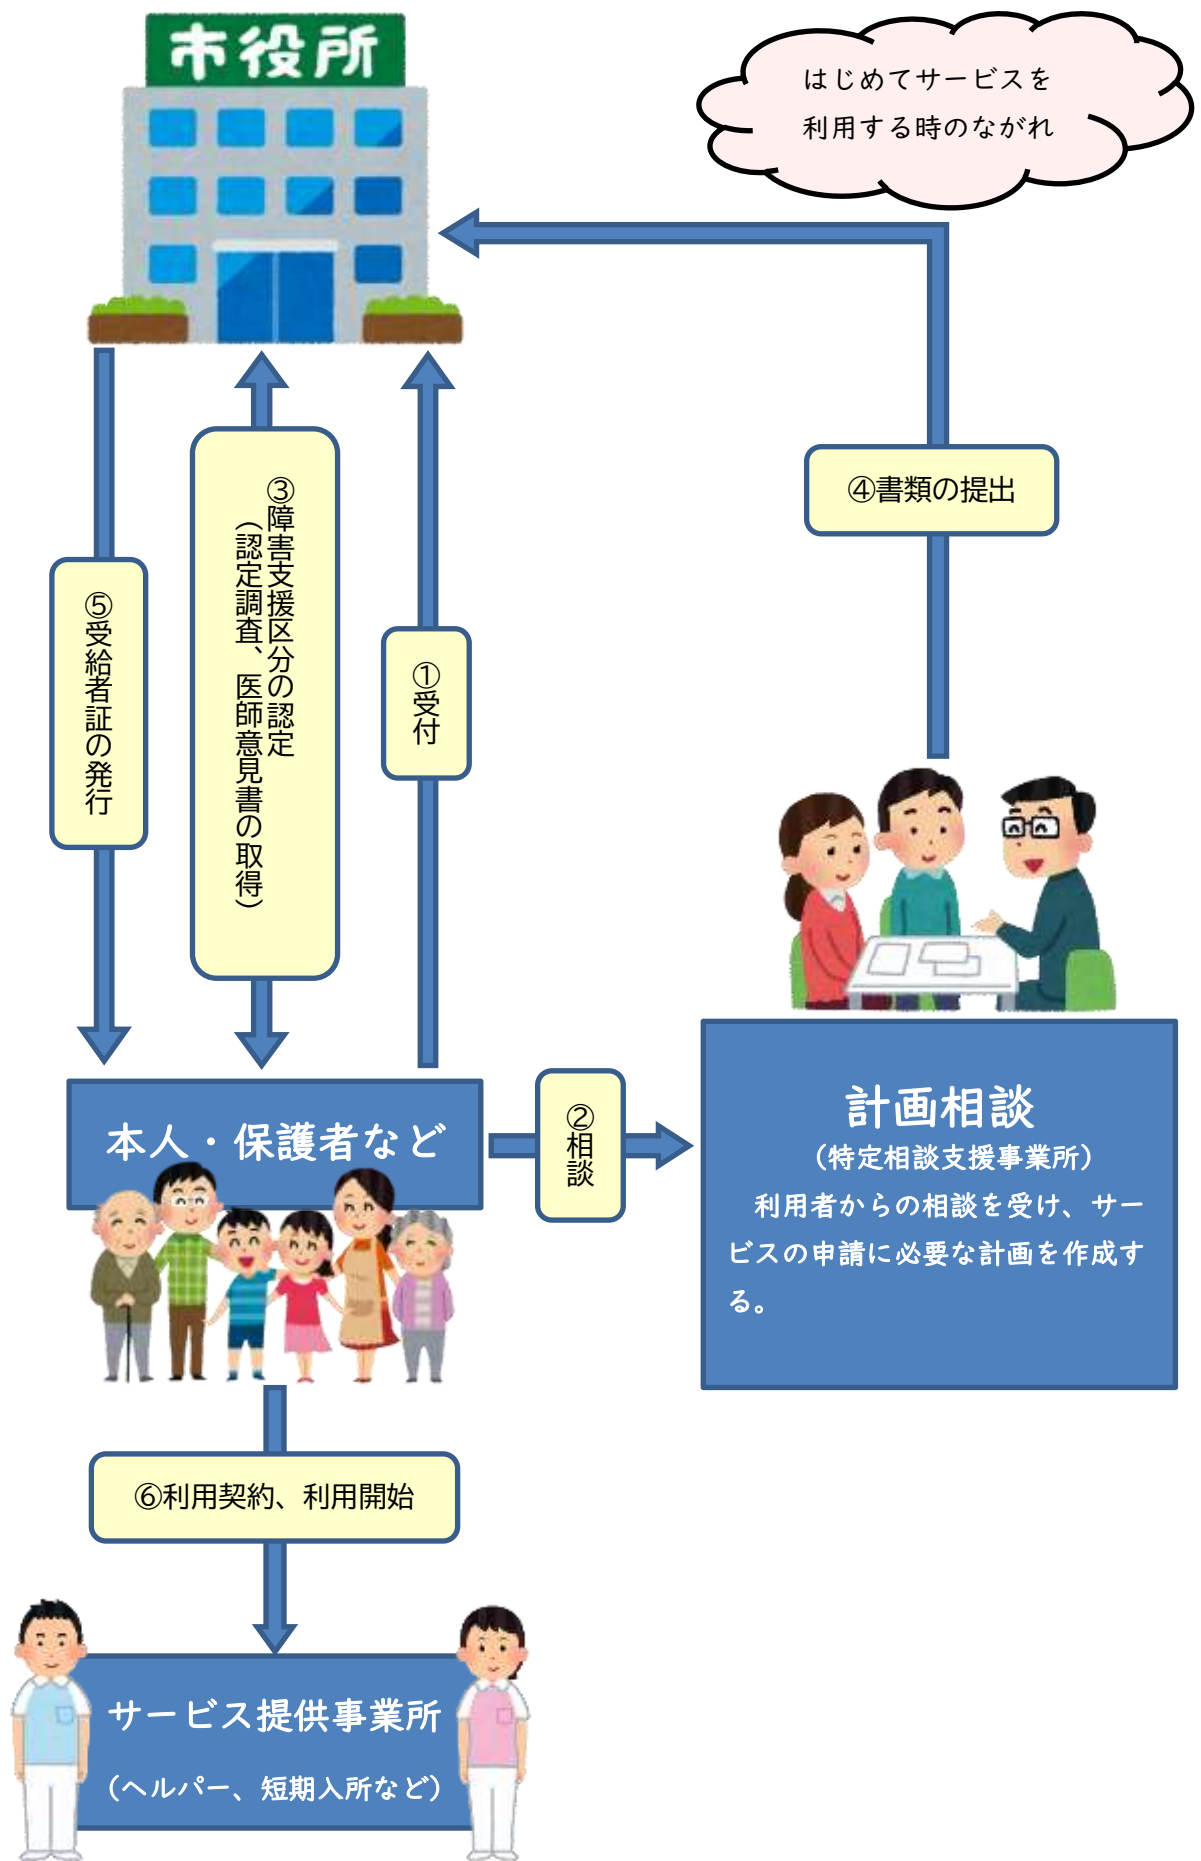 市役所
はじめてサービスを
利用する時のながれ
④書類の提出
③障害支援区分の認定
（認定調査、医師意見書の取得）
⑤受給者証の発行
①受付
本人・保護者など
②相談
計画相談
（特定相談支援事業所）
利用者からの相談を受け、サー
ビスの申請に必要な計画を作成す
る。
⑥利用契約、利用開始
サービス提供事業所
（ヘルパー、短期入所など）